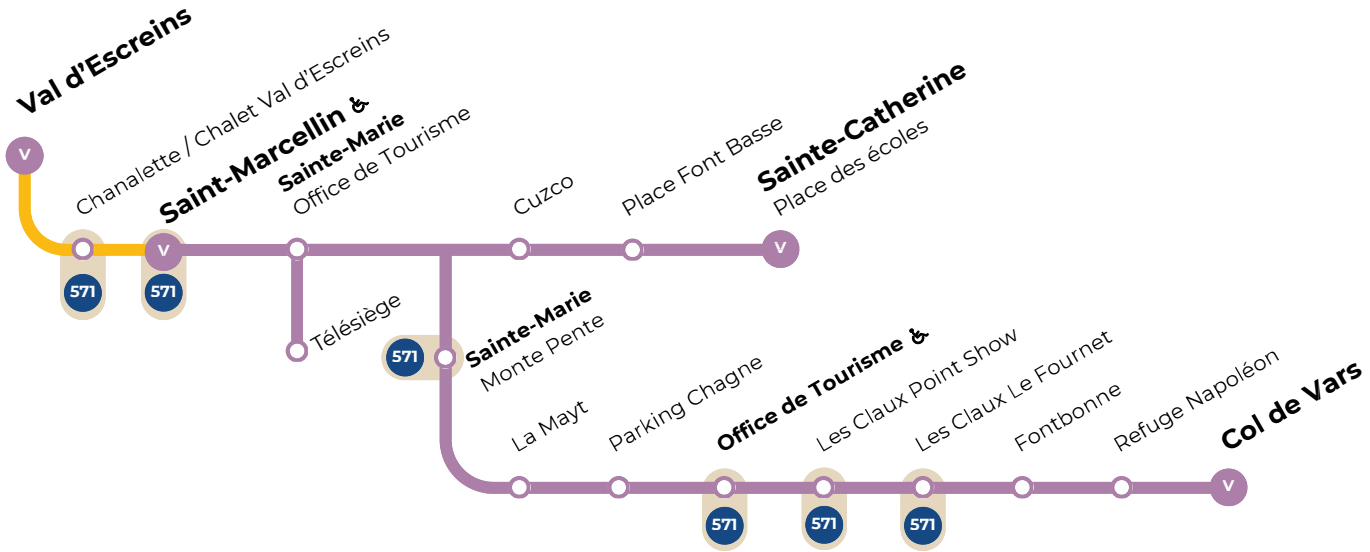 Val d'Escreins
V
Chanalette / Chalet Val d'Escreins
571
Saint-Marcellin
V
571
Sainte-Marie
Office de Tourisme
Télésiège
Cuzco
Place Font Basse
Sainte-Catherine
Place des écoles
V
571
Sainte-Marie
Monte Pente
La Mayt
Parking Chagne
Office de Tourisme
571
Les Claux Point Show
571
Les Claux Le Fournet
571
Fontbonne
Refuge Napoléon
Col de Vars
V